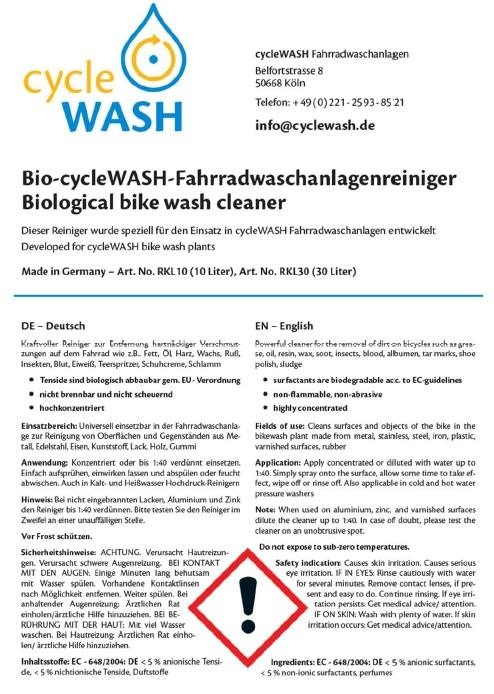 cycle
WASH
cycleWASH Fahrradwaschanlagen
Belfortstrasse 8
50668 Köln
Telefon: +49(0)221-2593-8521
info@cyclewash.de
Bio-cycleWASH-Fahrradwaschanlagenreiniger
Biological bike wash cleaner
Dieser Reiniger wurde speziell für den Einsatz in cycleWASH Fahrradwaschanlagen entwickelt
Developed for cycleWASH bike wash plants
Made in Germany – Art. No. RKL10 (10 Liter), Art. No. RKL30 (30 Liter)
DE – Deutsch
Kraftvoller Reiniger zur Entfernung hartnäckiger Verschmut-
zungen auf dem Fahrrad wie z.B.. Fett, Öl, Harz, Wachs, Ruß,
Insekten, Blut, Eiweiß, Teerspritzer, Schuhcreme, Schlamm
• Tenside sind biologisch abbaubar gem. EU- Verordnung
• nicht brennbar und nicht scheuernd
• hochkonzentriert
Einsatzbereich: Universell einsetzbar in der Fahrradwaschanla-
ge zur Reinigung von Oberflächen und Gegenständen aus Me-
tall, Edelstahl, Eisen, Kunststoff, Lack. Holz, Gummi
Anwendung: Konzentriert oder bis 1:40 verdünnt einsetzen.
Einfach aufsprühen, einwirken lassen und abspülen oder feucht
abwischen. Auch in Kalt- und Heißwasser Hochdruck-Reinigern
Hinweis: Bei nicht eingebrannten Lacken, Aluminium und Zink
den Reiniger bis 1:40 verdünnen. Bitte testen Sie den Reiniger im
Zweifel an einer unauffälligen Stelle.
Vor Frost schützen.
Sicherheitshinweise: ACHTUNG. Verursacht Hautreizun-
gen. Verursacht schwere Augenreizung. BEI KONTAKT
MIT DEN AUGEN: Einige Minuten lang behutsam
mit Wasser spülen. Vorhandene Kontaktlinsen
nach Möglichkeit entfernen. Weiter spülen. Bei
anhaltender Augenreizung: Ärztlichen Rat
einholen/ärztliche Hilfe hinzuziehen. BEI BE-
RÜHRUNG MIT DER HAUT: Mit viel Wasser
waschen. Bei Hautreizung: Ärztlichen Rat einho-
len/ ärztliche Hilfe hinzuziehen.
Inhaltsstoffe: EC - 648/2004: DE < 5 % anionische Tensi-
de, < 5 % nichtionische Tenside, Duftstoffe
EN – English
Powerful cleaner for the removal of dirt on bicycles such as grea-
se, oil, resin, wax, soot, insects, blood, albumen, tar marks, shoe
polish, sludge
• surfactants are biodegradable acc. to EC-guidelines
• non-flammable, non-abrasive
• highly concentrated
Fields of use: Cleans surfaces and objects of the bike in the
bikewash plant made from metal, stainless, steel, iron, plastic,
varnished surfaces, rubber
Application: Apply concentrated or diluted with water up to
1:40. Simply spray onto the surface, allow some time to take ef-
fect, wipe off or rinse off. Also applicable in cold and hot water
pressure washers
Note: When used on aluminium, zinc, and varnished surfaces
dilute the cleaner up to 1:40. In case of doubt, please test the
cleaner on an unobtrusive spot.
Do not expose to sub-zero temperatures.
Safety indication: Causes skin irritation. Causes serious
eye irritation. IF IN EYES: Rinse cautiously with water
for several minutes. Remove contact lenses, if pre-
sent and easy to do. Continue rinsing. If eye irri-
tation persists: Get medical advice/ attention.
IF ON SKIN: Wash with plenty of water. If skin
irritation occurs: Get medical advice/attention.
Ingredients: EC - 648/2004: DE < 5 % anionic surfactants,
< 5 % non-ionic surfactants, perfumes